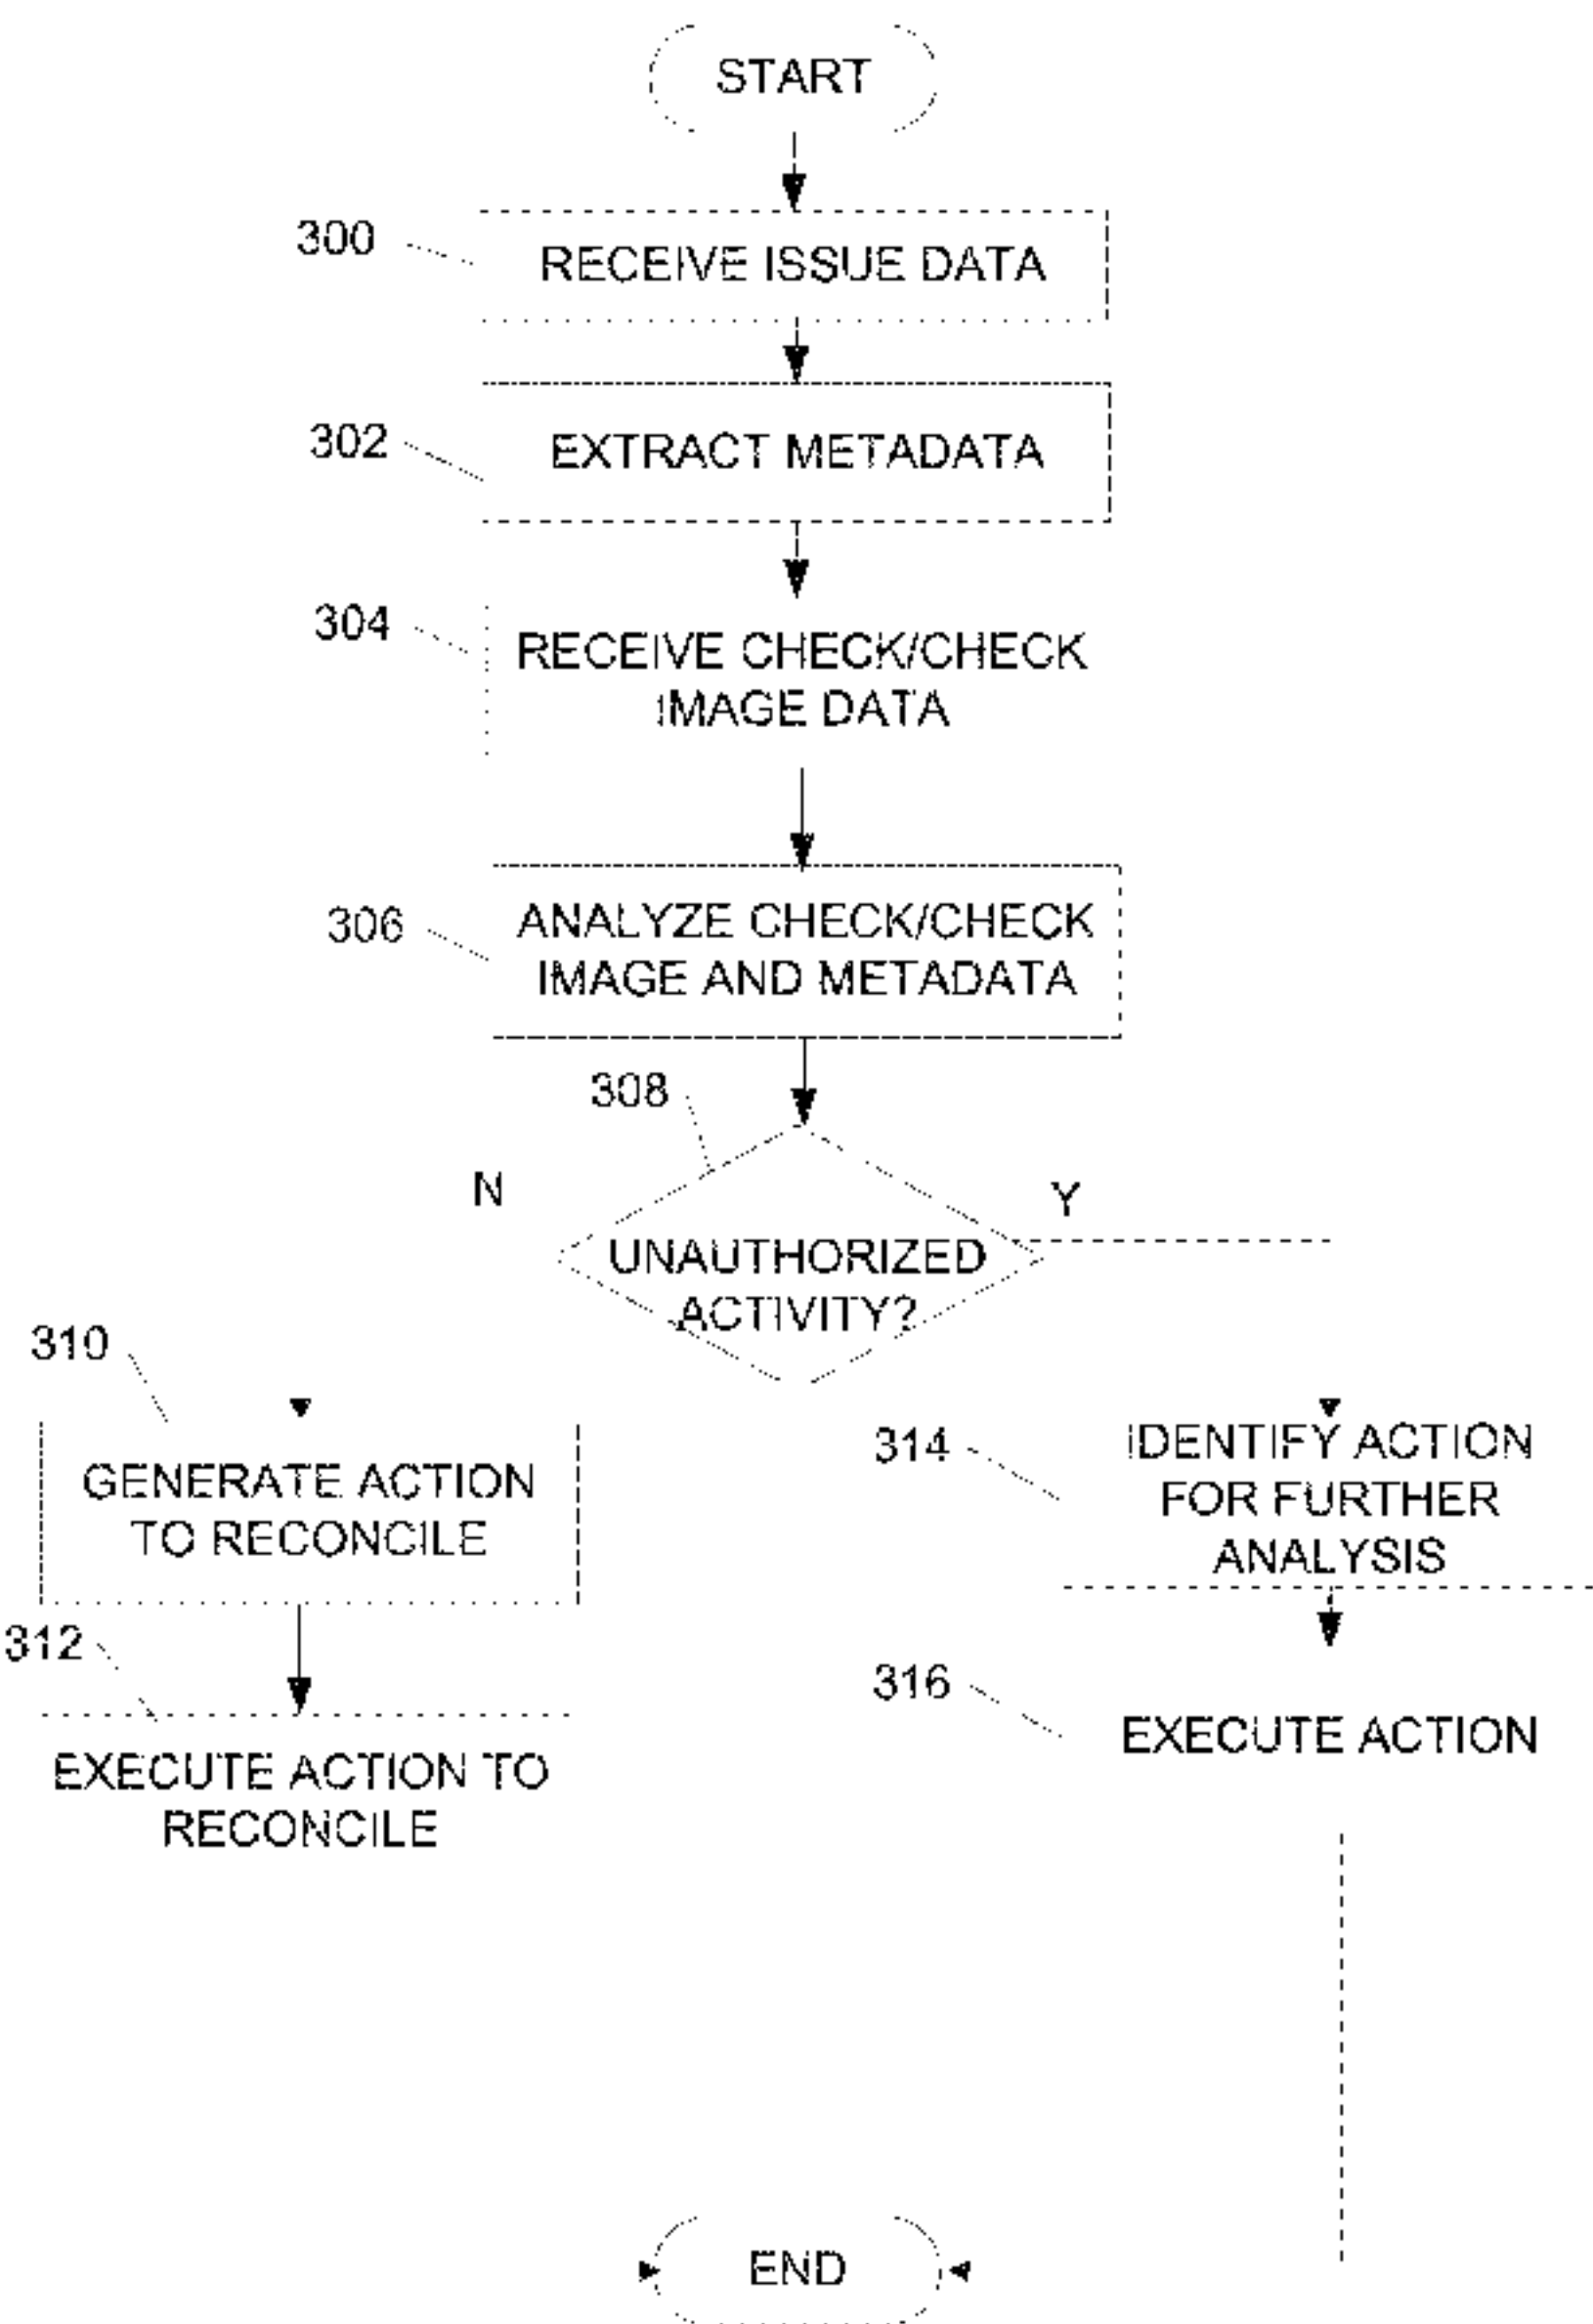 START
300
RECEIVE ISSUE DATA
302
EXTRACT METADATA
304
RECEIVE CHECK/CHECK
IMAGE DATA
306
ANALYZE CHECK/CHECK
IMAGE AND METADATA
308
N
Y
UNAUTHORIZED
ACTIVITY?
310
GENERATE ACTION
TO RECONCILE
312
EXECUTE ACTION TO
RECONCILE
314
IDENTIFY ACTION
FOR FURTHER
ANALYSIS
316
EXECUTE ACTION
END